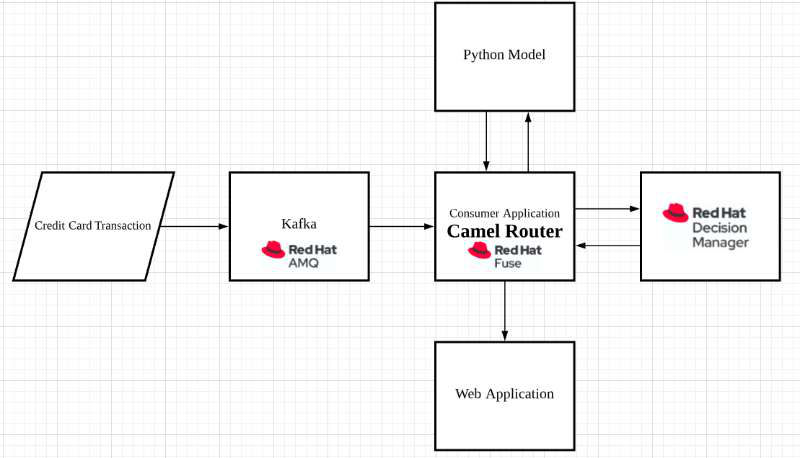 Python Model
Credit Card Transaction
Kafka
Red Hat
AMQ
Consumer Application
Camel Router
Red Hat
Fuse
Red Hat
Decision
Manager
Web Application